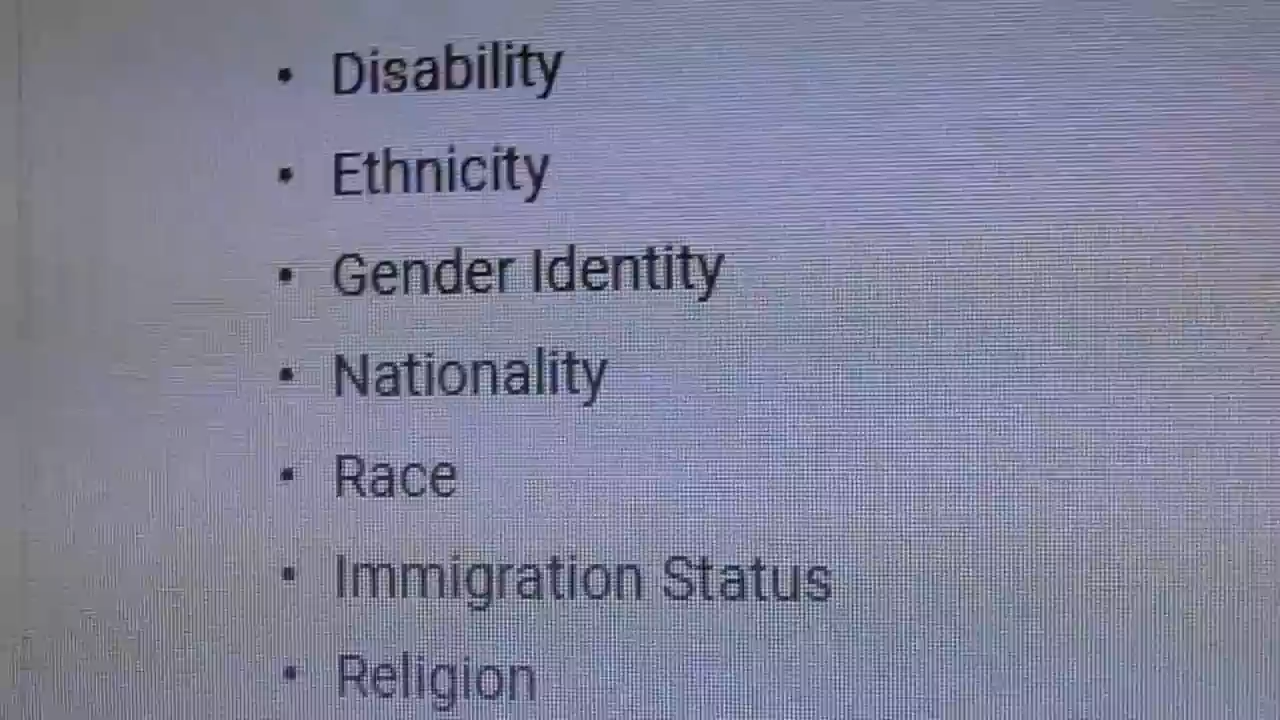 • Disability
• Ethnicity
• Gender Identity
• Nationality
• Race
• Immigration Status
• Religion